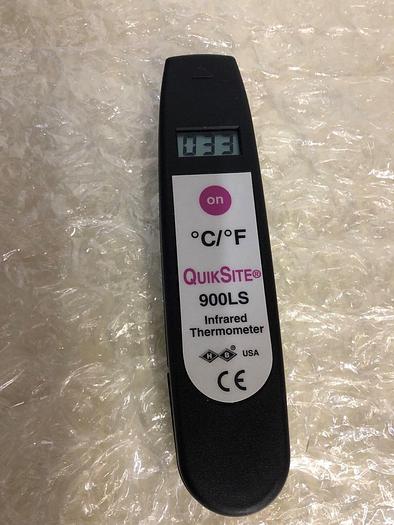 033
on
°C/°F
QUIKSITE®
900LS
Infrared
Thermometer
H B ® USA
CE